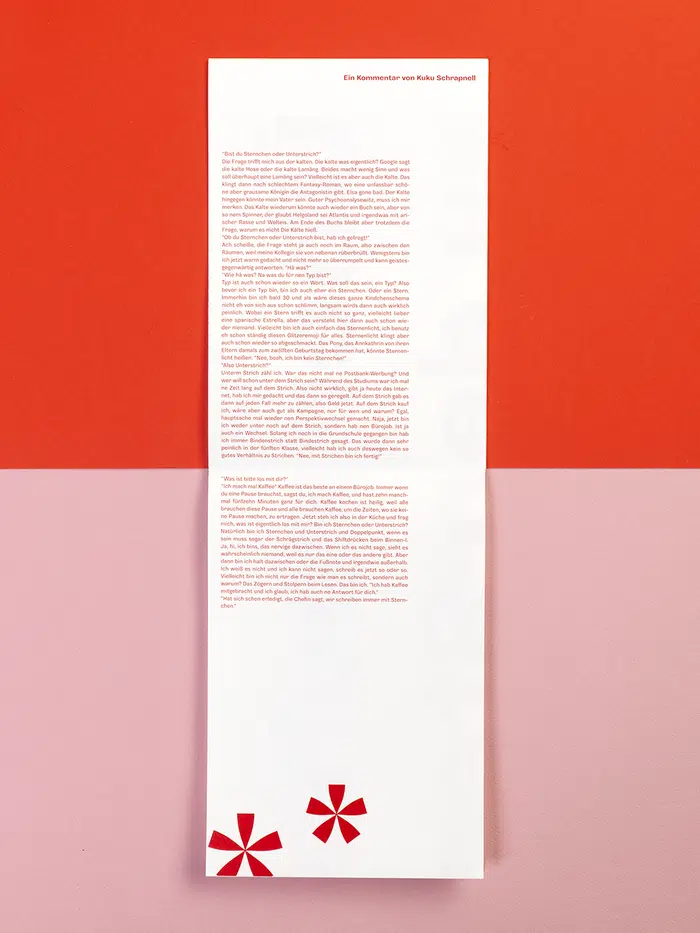 Ein Kommentar von Kuku Schrapnell
"Bist du Sternchen oder Unterstrich?"
Die Frage trifft mich aus der kalten. Die kalte was eigentlich? Google sagt
die kalte Hose oder die kalte Lamäng. Beides macht wenig Sinn und was
soll überhaupt eine Lamäng sein? Vielleicht ist es aber auch die Kälte. Das
klingt dann nach schlechtem Fantasy-Roman, wo eine unfassbar schö-
ne aber grausame Königin die Antagonistin gibt. Elsa gone bad. Der Kalte
hingegen könnte mein Vater sein. Guter Psychoanalysewitz, muss ich mir
merken. Das Kalte wiederum könnte auch wieder ein Buch sein, aber von
so nem Spinner, der glaubt Helgoland sei Atlantis und irgendwas mit ari-
scher Rasse und Welteis. Am Ende des Buchs bleibt aber trotzdem die
Frage, warum es nicht Die Kälte hieß.
"Ob du Sternchen oder Unterstrich bist, hab ich gefragt!"
Ach scheiße, die Frage steht ja auch noch im Raum, also zwischen den
Räumen, weil meine Kollegin sie von nebenan rüberbrüllt. Wenigstens bin
ich jetzt warm gedacht und nicht mehr so überrumpelt und kann geistes-
gegenwärtig antworten: "Hä was?"
"Wie hä was? Na was du für nen Typ bist?"
Typ ist auch schon wieder so ein Wort. Was soll das sein, ein Typ? Also
bevor ich ein Typ bin, bin ich auch eher ein Sternchen. Oder ein Stern.
Immerhin bin ich bald 30 und als wäre dieses ganze Kindchenschema
nicht eh von sich aus schon schlimm, langsam wirds dann auch wirklich
peinlich. Wobei ein Stern trifft es auch nicht so ganz, vielleicht lieber
eine spanische Estrella, aber das versteht hier dann auch schon wie-
der niemand. Vielleicht bin ich auch einfach das Sternenlicht, ich benutz
eh schon ständig diesen Glitzeremoji für alles. Sternenlicht klingt aber
auch schon wieder so abgeschmackt. Das Pony, das Annkathrin von ihren
Eltern damals zum zwölften Geburtstag bekommen hat, könnte Sternen-
licht heißen. "Nee, boah, ich bin kein Sternchen!"
"Also Unterstrich?"
Unterm Strich zähl ich. War das nicht mal ne Postbank-Werbung? Und
wer will schon unter dem Strich sein? Während des Studiums war ich mal
ne Zeit lang auf dem Strich. Also nicht wirklich, gibt ja heute das Inter-
net, hab ich mir gedacht und das dann so geregelt. Auf dem Strich gab es
dann auf jeden Fall mehr zu zählen, also Geld jetzt. Auf dem Strich kauf
ich, wäre aber auch gut als Kampagne, nur für wen und warum? Egal,
hauptsache mal wieder nen Perspektivwechsel gemacht. Naja, jetzt bin
ich weder unter noch auf dem Strich, sondern hab nen Bürojob. Ist ja
auch ein Wechsel. Solang ich noch in die Grundschule gegangen bin hab
ich immer Bindenstrich statt Bindestrich gesagt. Das wurde dann sehr
peinlich in der fünften Klasse, vielleicht hab ich auch deswegen kein so
gutes Verhältnis zu Strichen. "Nee, mit Strichen bin ich fertig!"
"Was ist bitte los mit dir?"
"Ich mach mal Kaffee" Kaffee ist das beste an einem Bürojob. Immer wenn
du eine Pause brauchst, sagst du, ich mach Kaffee, und hast zehn manch-
mal fünfzehn Minuten ganz für dich. Kaffee kochen ist heilig, weil alle
brauchen diese Pause und alle brauchen Kaffee, um die Zeiten, wo sie kei-
ne Pause machen, zu ertragen. Jetzt steh ich also in der Küche und frag
mich, was ist eigentlich los mit mir? Bin ich Sternchen oder Unterstrich?
Natürlich bin ich Sternchen und Unterstrich und Doppelpunkt, wenn es
sein muss sogar der Schrägstrich und das Shiftdrücken beim Binnen-I.
Ja, hi, ich bins, das nervige dazwischen. Wenn ich es nicht sage, sieht es
wahrscheinlich niemand, weil es nur das eine oder das andere gibt. Aber
dann bin ich halt dazwischen oder die Fußnote und irgendwie außerhalb.
Ich weiß es nicht und ich kann nicht sagen, schreib es jetzt so oder so.
Vielleicht bin ich nicht nur die Frage wie man es schreibt, sondern auch
warum? Das Zögern und Stolpern beim Lesen. Das bin ich. "Ich hab Kaffee
mitgebracht und ich glaub, ich hab auch ne Antwort für dich."
"Hat sich schon erledigt, die Chefin sagt, wir schreiben immer mit Stern-
chen."